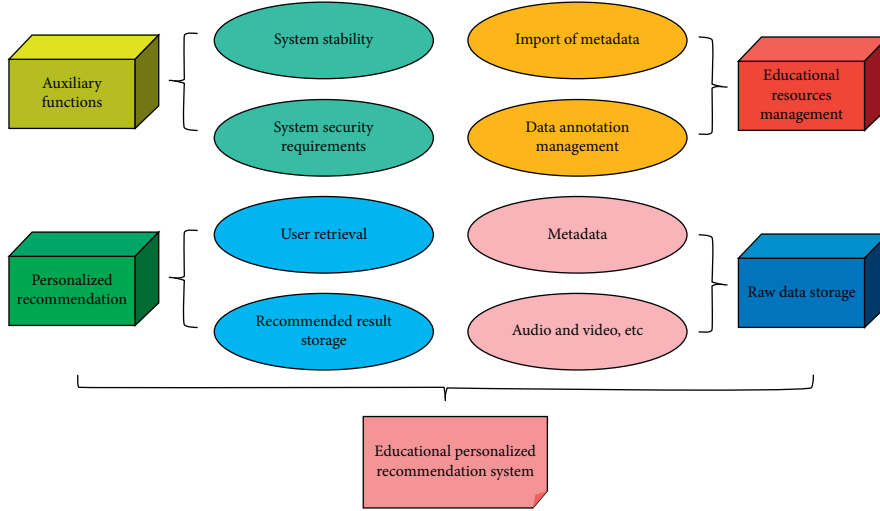 Auxiliary
functions
System stability
System security
requirements
Import of metadata
Data annotation
management
Educational
resources
management
Personalized
recommendation
User retrieval
Recommended result
storage
Metadata
Audio and video, etc
Raw data storage
Educational personalized
recommendation system